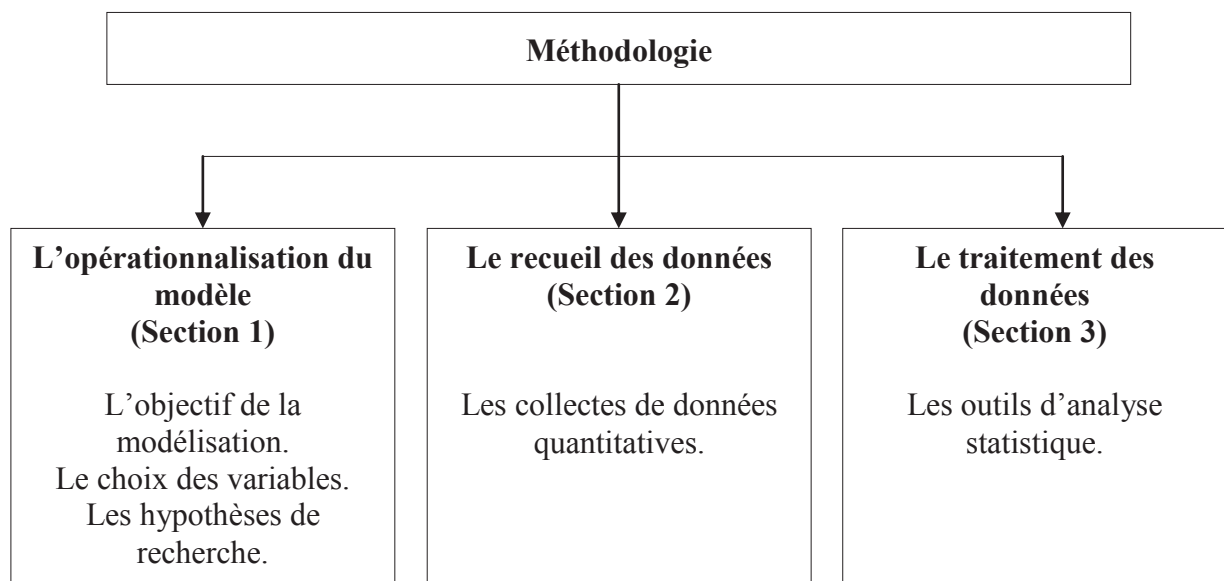 Méthodologie
L’opérationnalisation du
modèle
(Section 1)
L’objectif de la
modélisation.
Le choix des variables.
Les hypothèses de
recherche.
Le recueil des données
(Section 2)
Les collectes de données
quantitatives.
Le traitement des
données
(Section 3)
Les outils d’analyse
statistique.